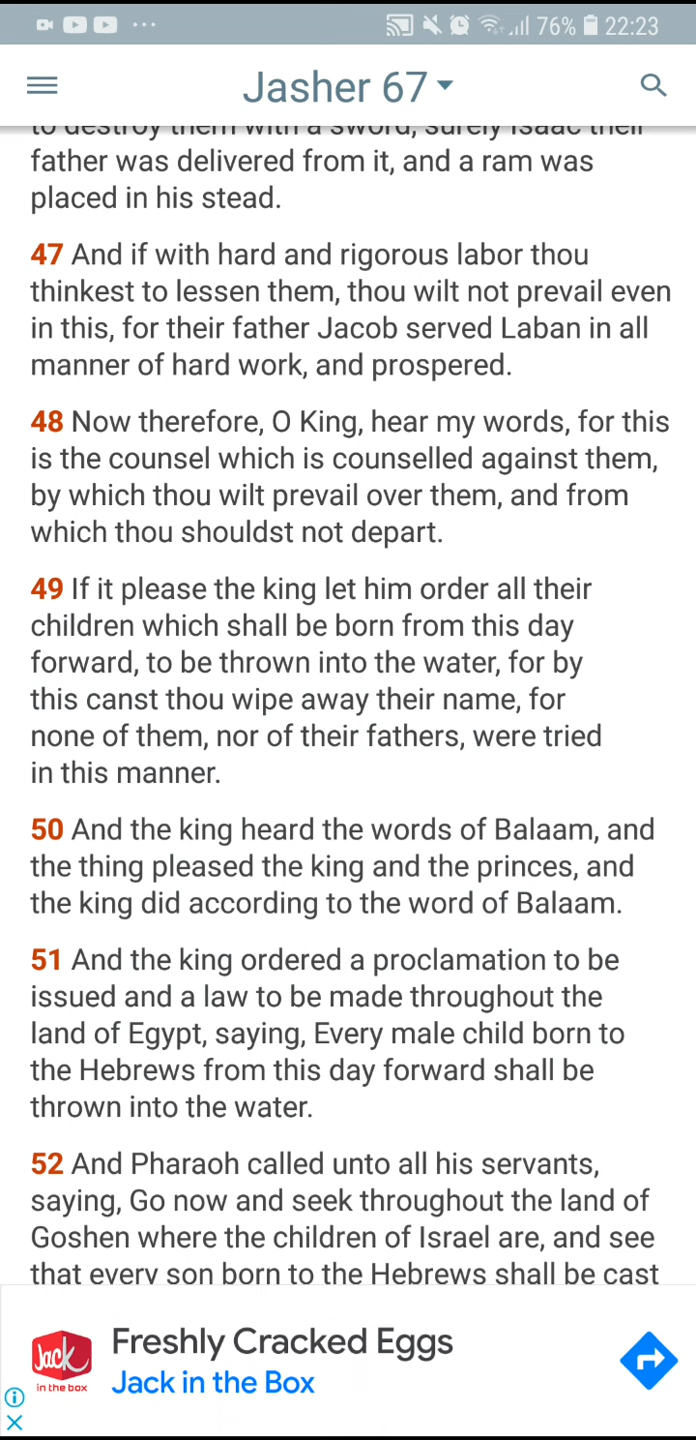 76% 22:23
Jasher 67
to destroy them with a sword, surely Isaac their
father was delivered from it, and a ram was
placed in his stead.
47 And if with hard and rigorous labor thou
thinkest to lessen them, thou wilt not prevail even
in this, for their father Jacob served Laban in all
manner of hard work, and prospered.
48 Now therefore, O King, hear my words, for this
is the counsel which is counselled against them,
by which thou wilt prevail over them, and from
which thou shouldst not depart.
49 If it please the king let him order all their
children which shall be born from this day
forward, to be thrown into the water, for by
this canst thou wipe away their name, for
none of them, nor of their fathers, were tried
in this manner.
50 And the king heard the words of Balaam, and
the thing pleased the king and the princes, and
the king did according to the word of Balaam.
51 And the king ordered a proclamation to be
issued and a law to be made throughout the
land of Egypt, saying, Every male child born to
the Hebrews from this day forward shall be
thrown into the water.
52 And Pharaoh called unto all his servants,
saying, Go now and seek throughout the land of
Goshen where the children of Israel are, and see
that every son born to the Hebrews shall be cast
Jack
in the box
Freshly Cracked Eggs
Jack in the Box